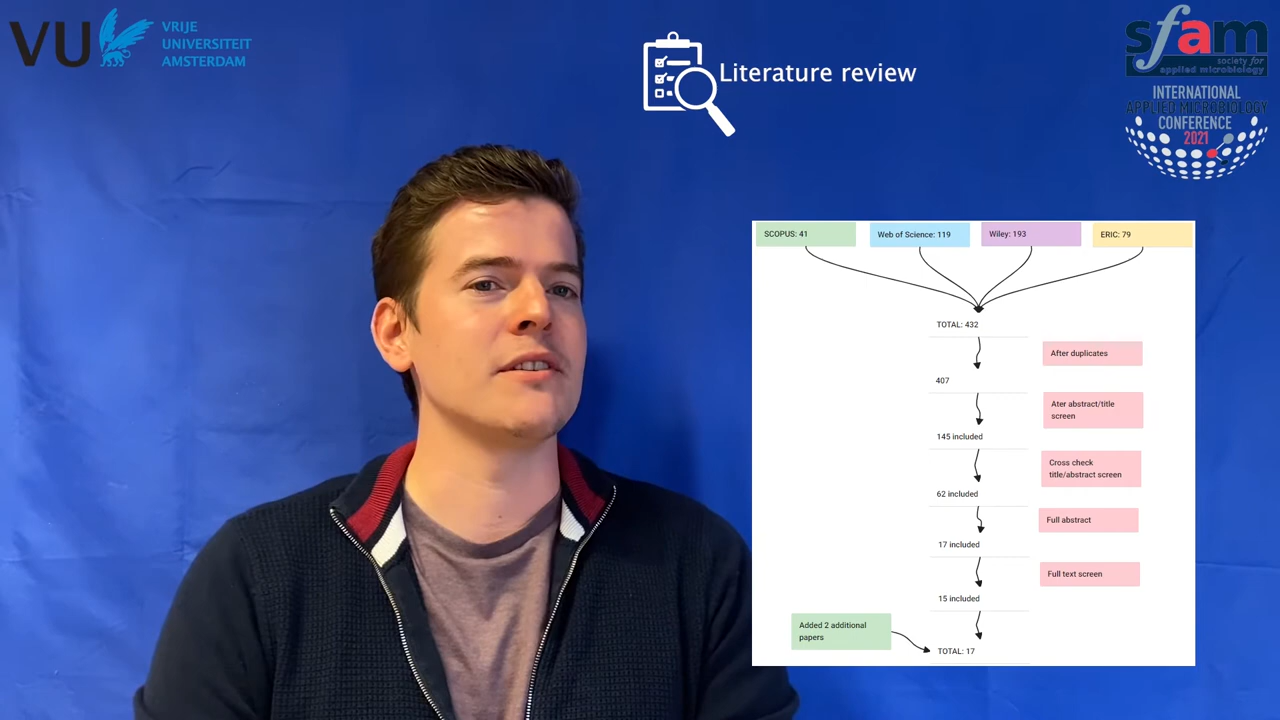 VU
VRIJE
UNIVERSITEIT
AMSTERDAM
Literature review
sfam
society for
applied microbiology
INTERNATIONAL
APPLIED MICROBIOLOGY
CONFERENCE
2021
SCOPUS: 41
Web of Science: 119
Wiley: 193
ERIC: 79
TOTAL: 432
After duplicates
407
Ater abstract/title
screen
145 included
Cross check
title/abstract screen
62 included
Full abstract
17 included
Full text screen
15 included
Added 2 additional
papers
TOTAL: 17